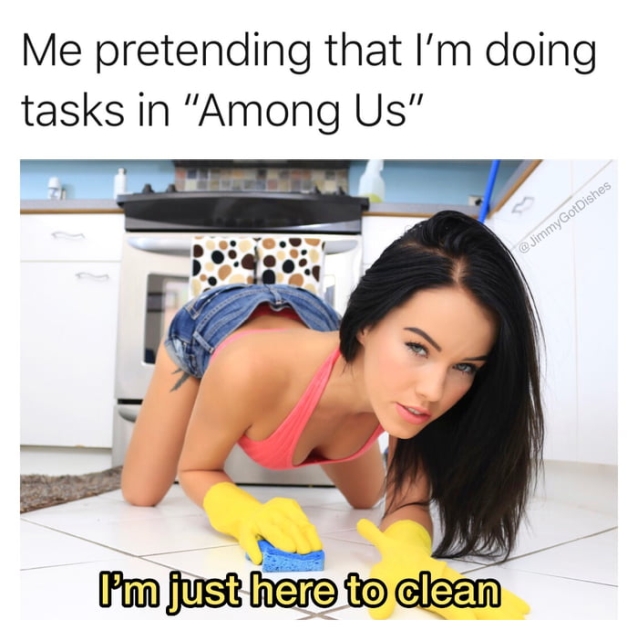 Me pretending that I’m doing
tasks in “Among Us”
@JimmyGotDishes
I’m just here to clean